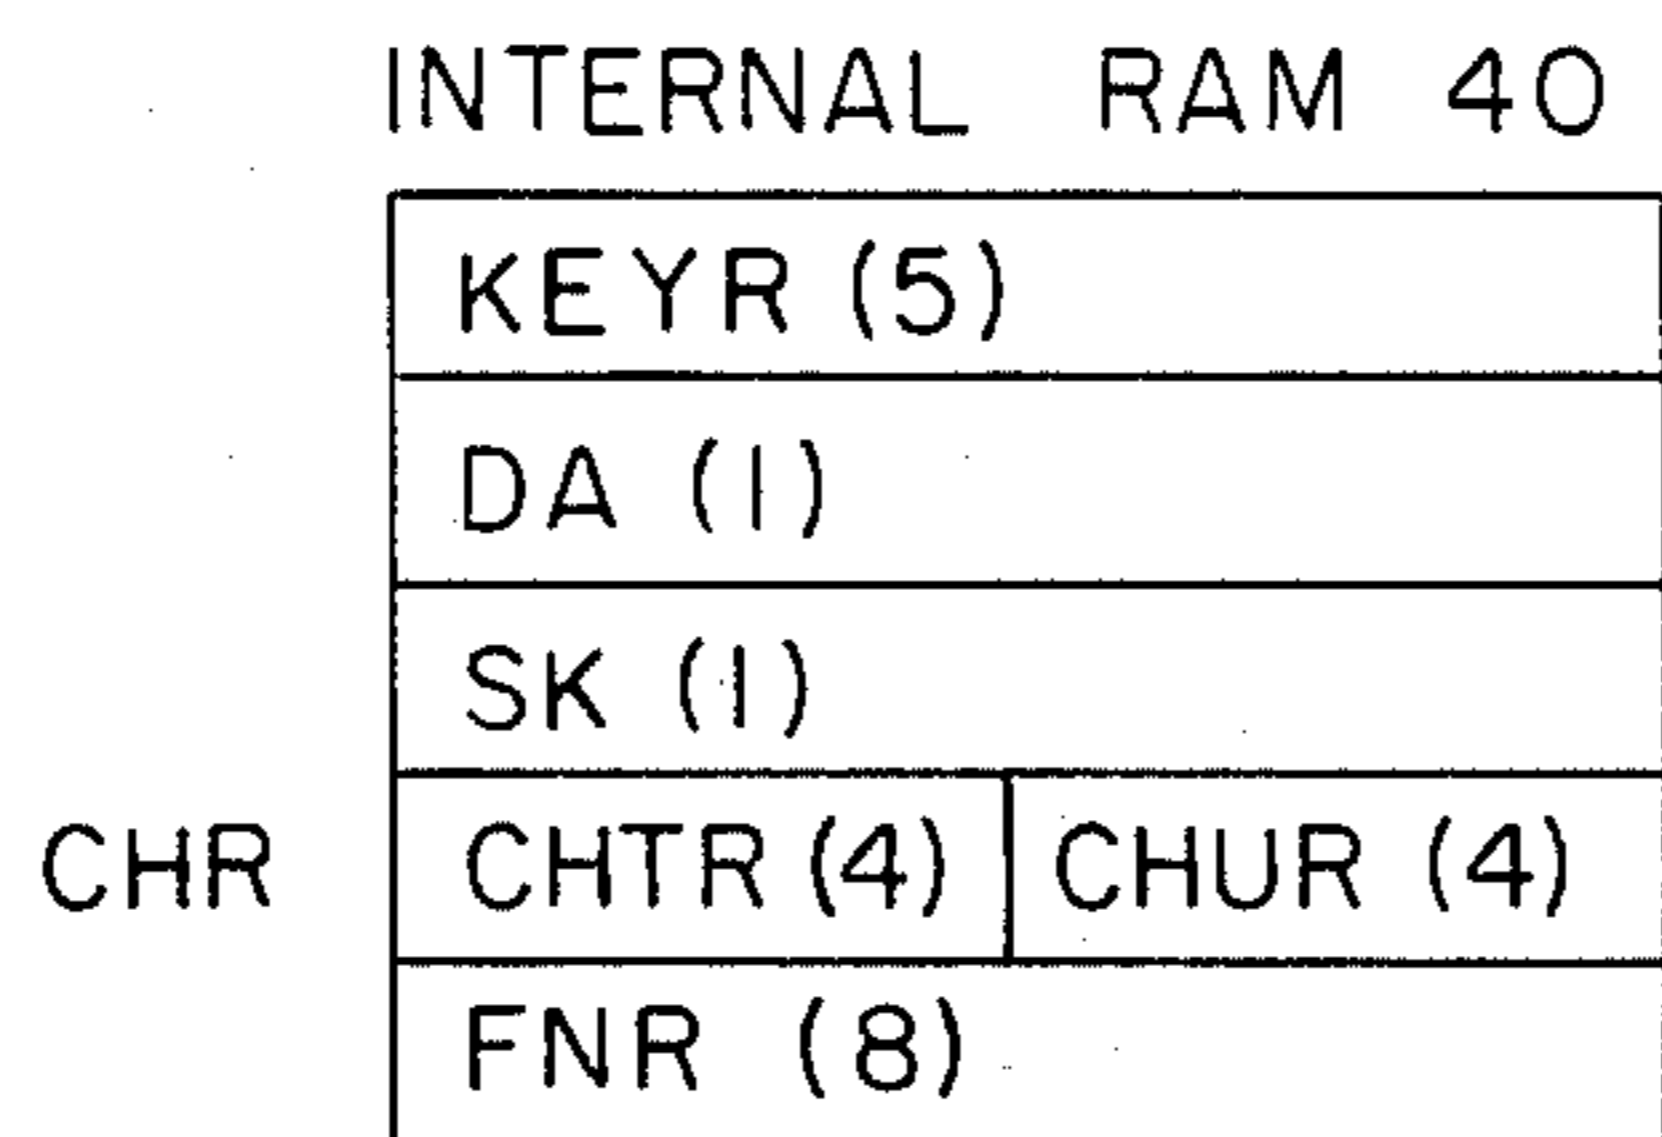 INTERNAL RAM 40
KEYR (5)
DA (1)
SK (1)
CHR CHTR (4) CHUR (4)
FNR (8)